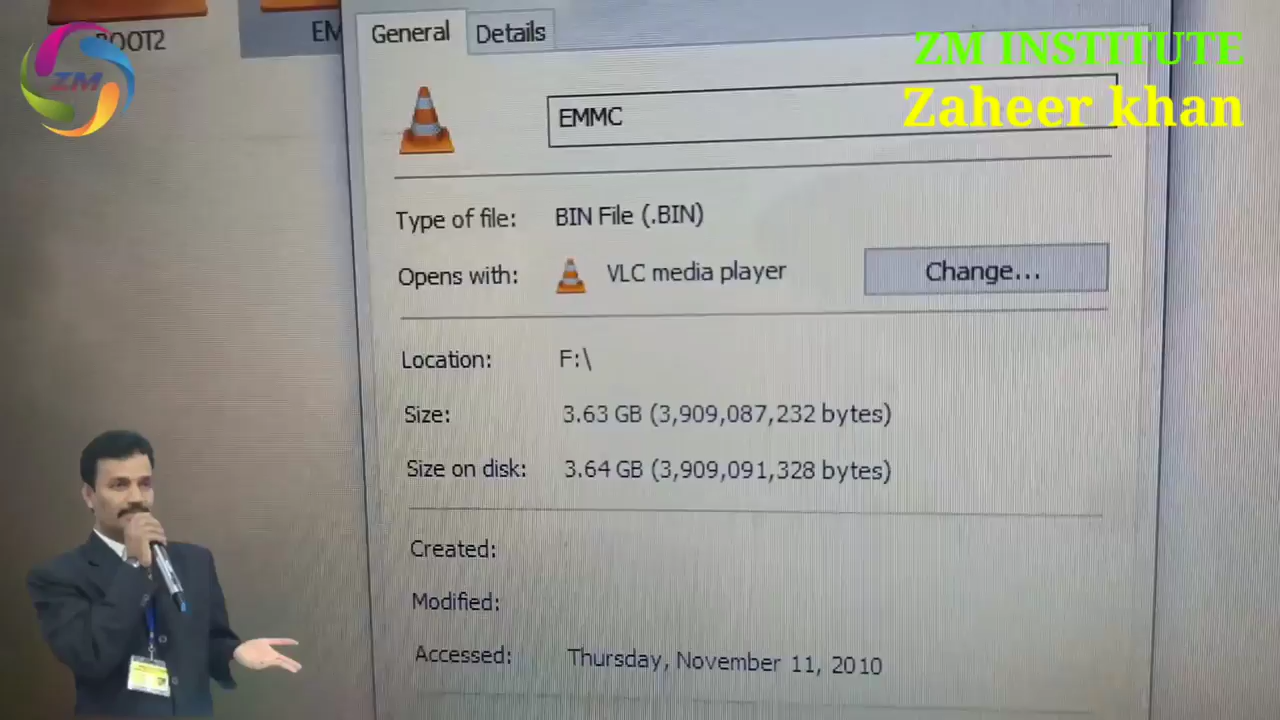 BOOT2
EM
General
Details
ZM INSTITUTE
Zaheer khan
ZM
EMMC
Type of file: BIN File (.BIN)
Opens with: VLC media player
Change...
Location: F:\
Size: 3.63 GB (3,909,087,232 bytes)
Size on disk: 3.64 GB (3,909,091,328 bytes)
Created:
Modified:
Accessed: Thursday, November 11, 2010